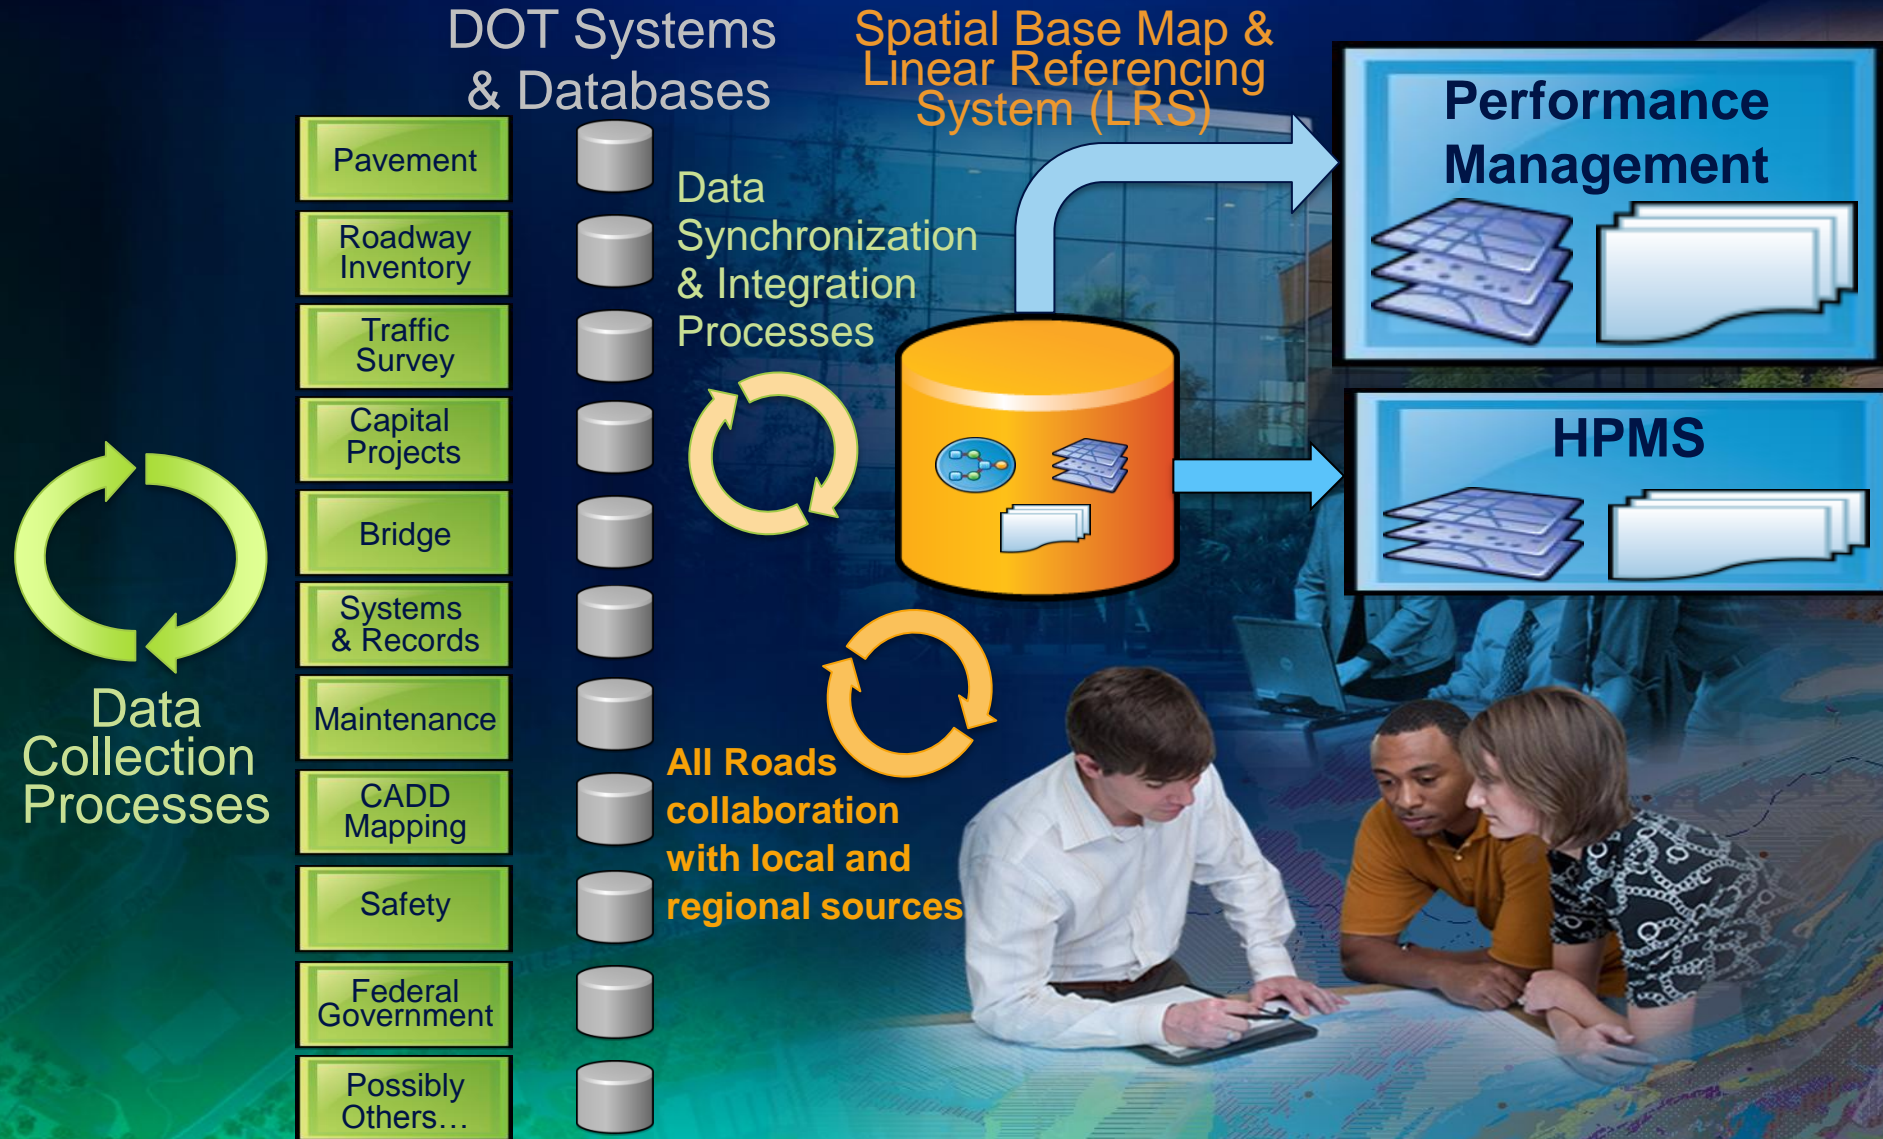 DOT Systems
& Databases
Spatial Base Map &
Linear Referencing
System (LRS)
Performance
Management
Pavement
Roadway
Inventory
Traffic
Survey
Capital
Projects
Bridge
Systems
& Records
Maintenance
CADD
Mapping
Safety
Federal
Government
Possibly
Others…
Data
Synchronization
& Integration
Processes
HPMS
Data
Collection
Processes
All Roads
collaboration
with local and
regional sources